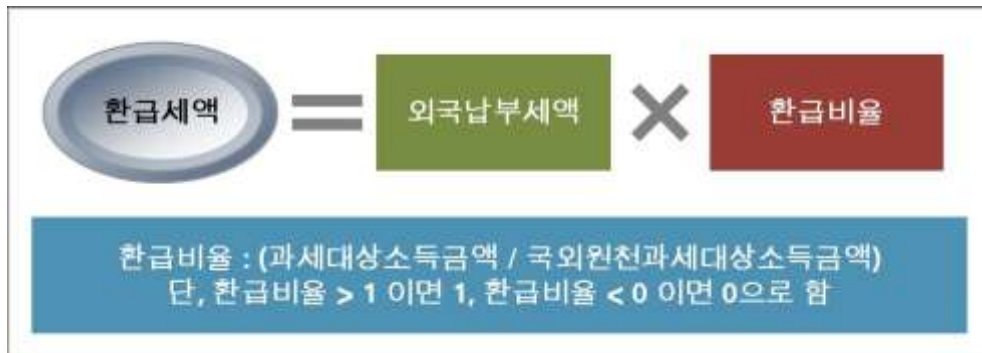 환급세액 = 외국납부세액 × 환급비율
환급비율 : (과세대상소득금액 / 국외원천과세대상소득금액)
단, 환급비율 > 1 이면 1, 환급비율 < 0 이면 0으로 함